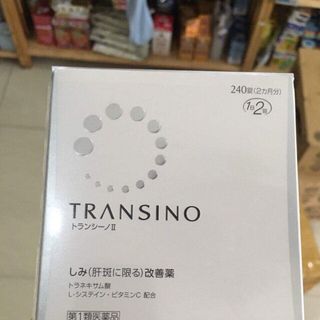 240錠(2カ月分)
1日2回
TRANSINO
トランシーノⅡ
しみ(肝斑に限る)改善薬
トラネキサム酸
L-システイン・ビタミンC 配合
第1類医薬品